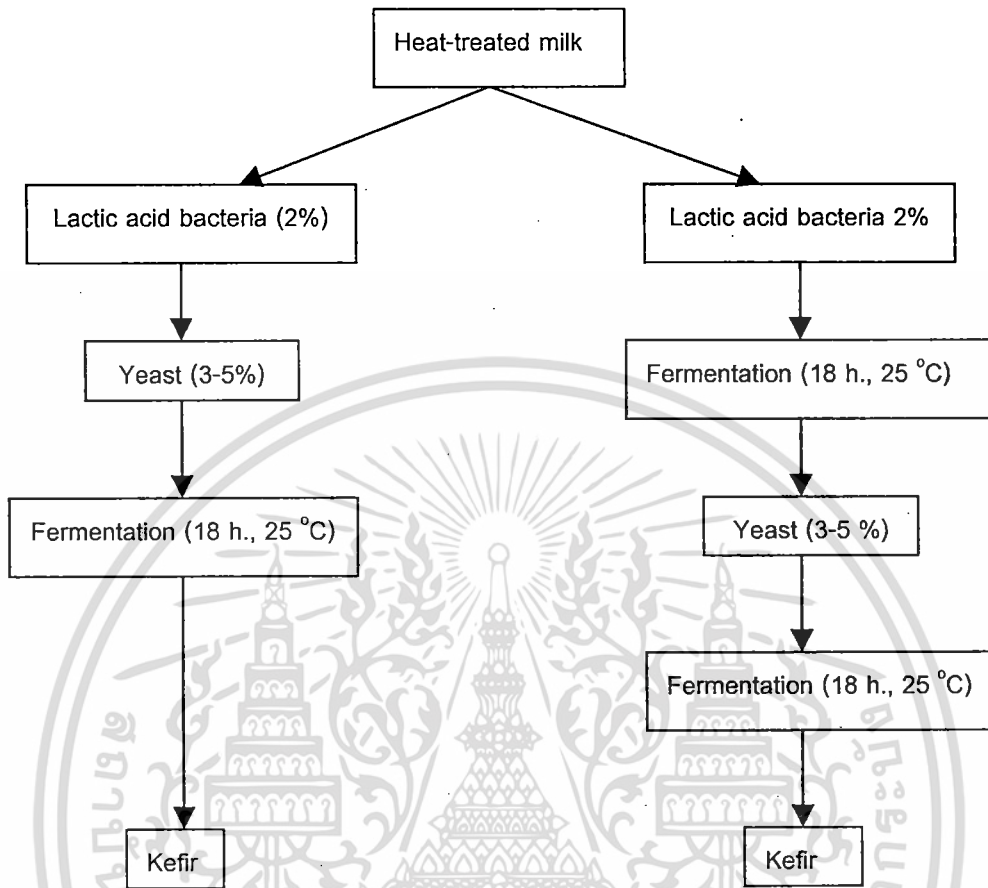 Heat-treated milk
Lactic acid bacteria (2%)
Yeast (3-5%)
Fermentation (18 h., 25 °C)
Kefir
Lactic acid bacteria 2%
Fermentation (18 h., 25 °C)
Yeast (3-5 %)
Fermentation (18 h., 25 °C)
Kefir